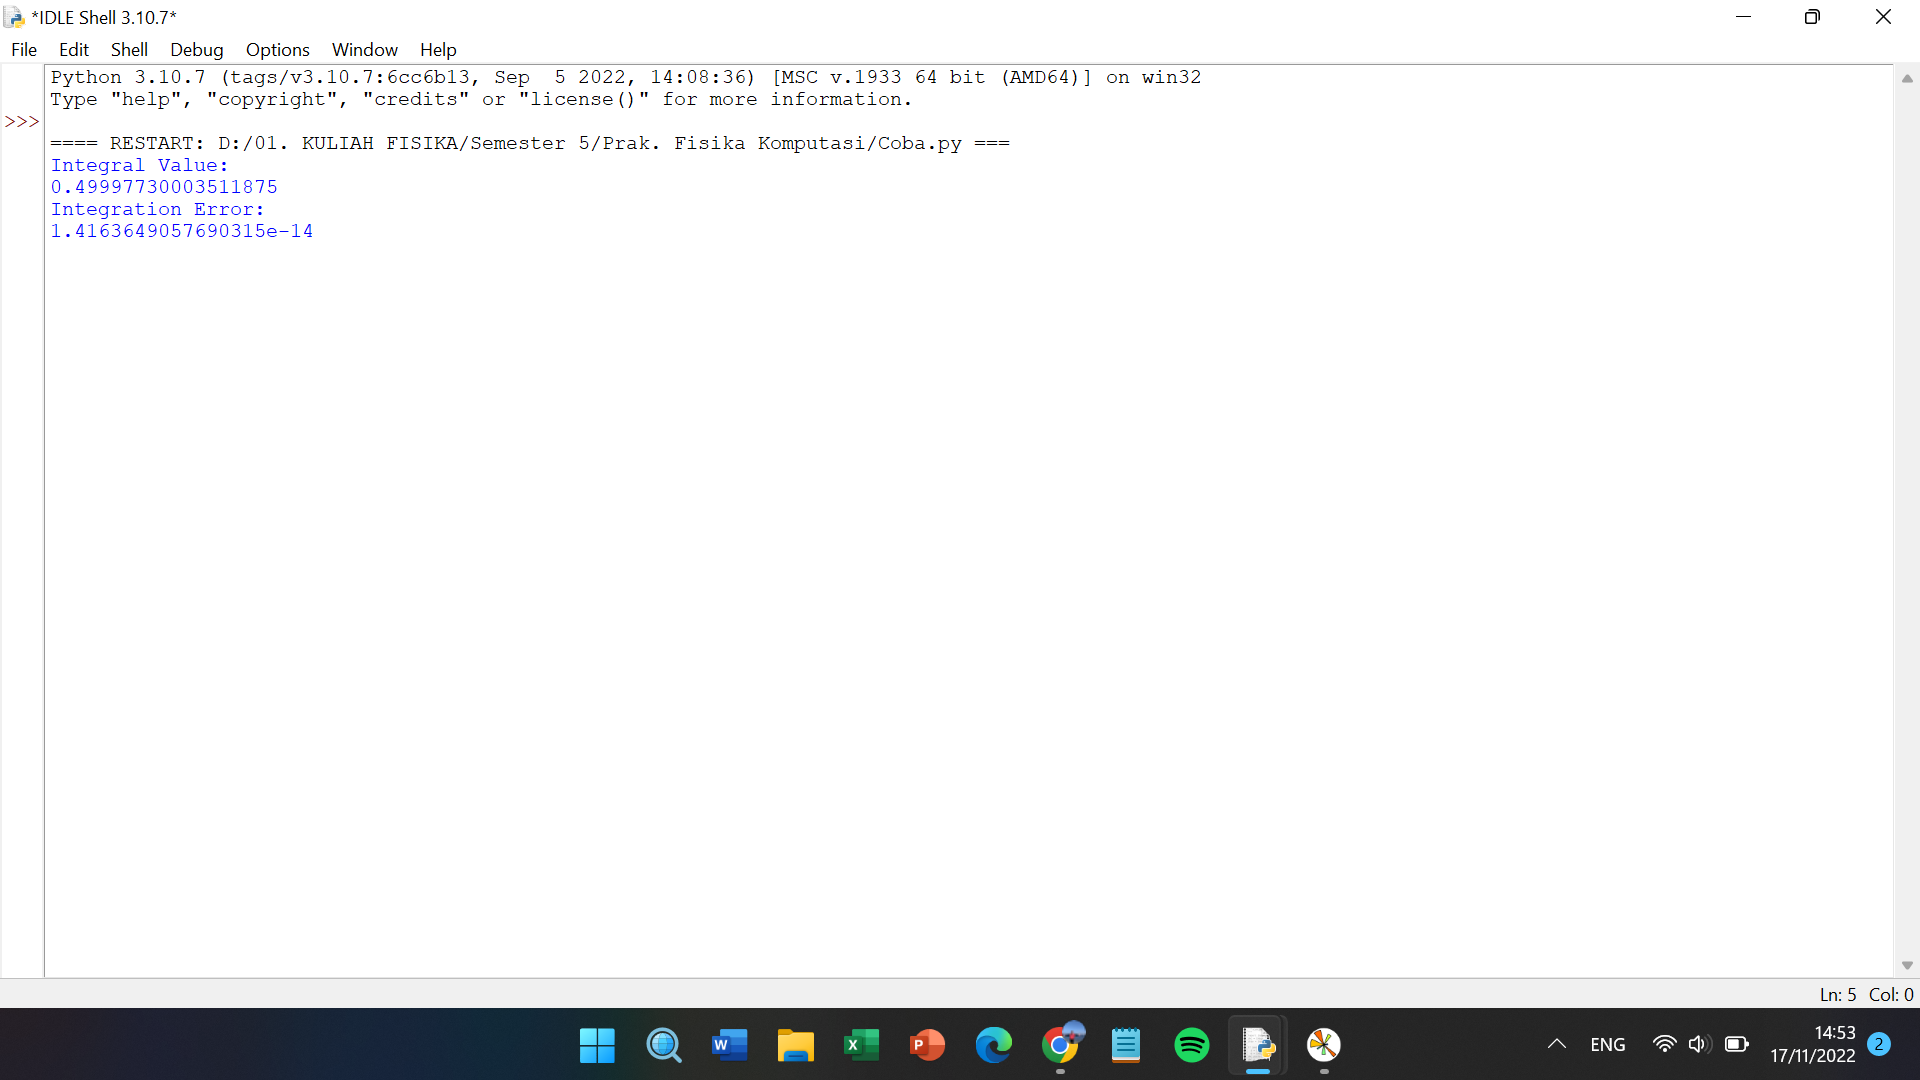 *IDLE Shell 3.10.7*
File Edit Shell Debug Options Window Help
Python 3.10.7 (tags/v3.10.7:6cc6b13, Sep  5 2022, 14:08:36) [MSC v.1933 64 bit (AMD64)] on win32
Type "help", "copyright", "credits" or "license()" for more information.
>>>
==== RESTART: D:/01. KULIAH FISIKA/Semester 5/Prak. Fisika Komputasi/Coba.py ===
Integral Value:
0.49997730003511875
Integration Error:
1.4163649057690315e-14
Ln: 5 Col: 0
W
X
P
ENG
14:53
17/11/2022
2